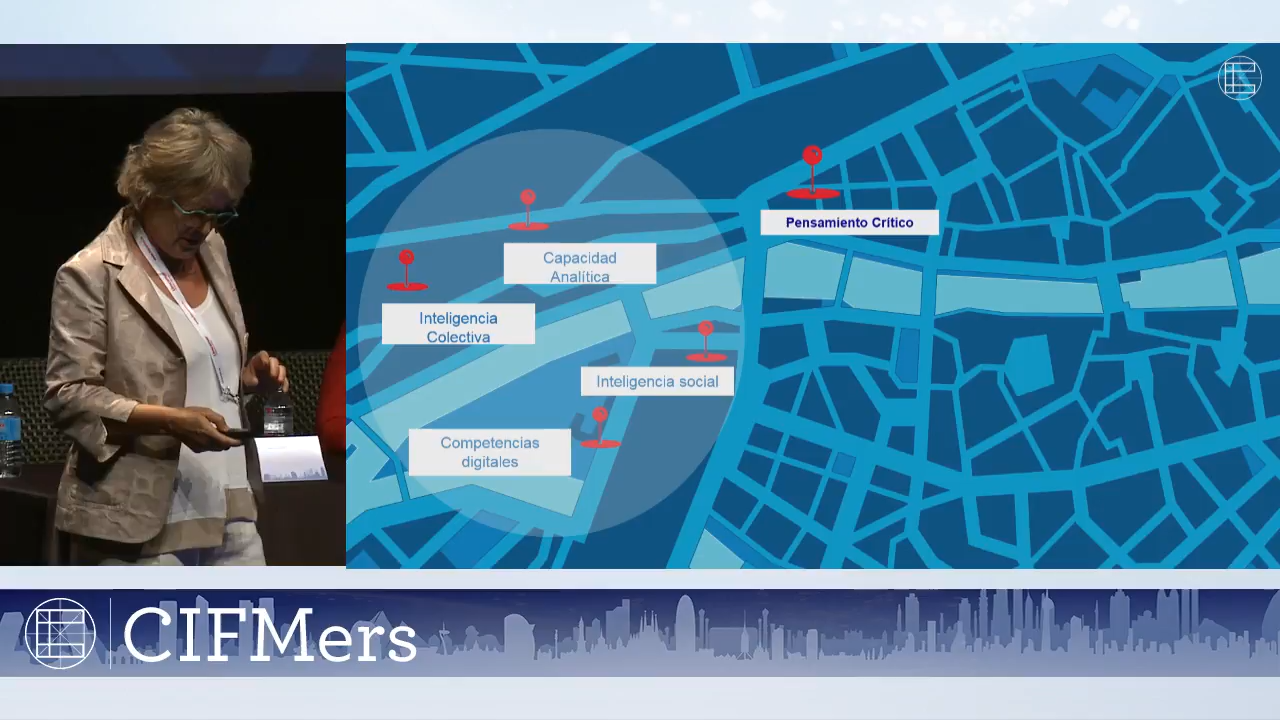 Pensamiento Crítico
Capacidad
Analítica
Inteligencia
Colectiva
Inteligencia social
Competencias
digitales
CIFMers